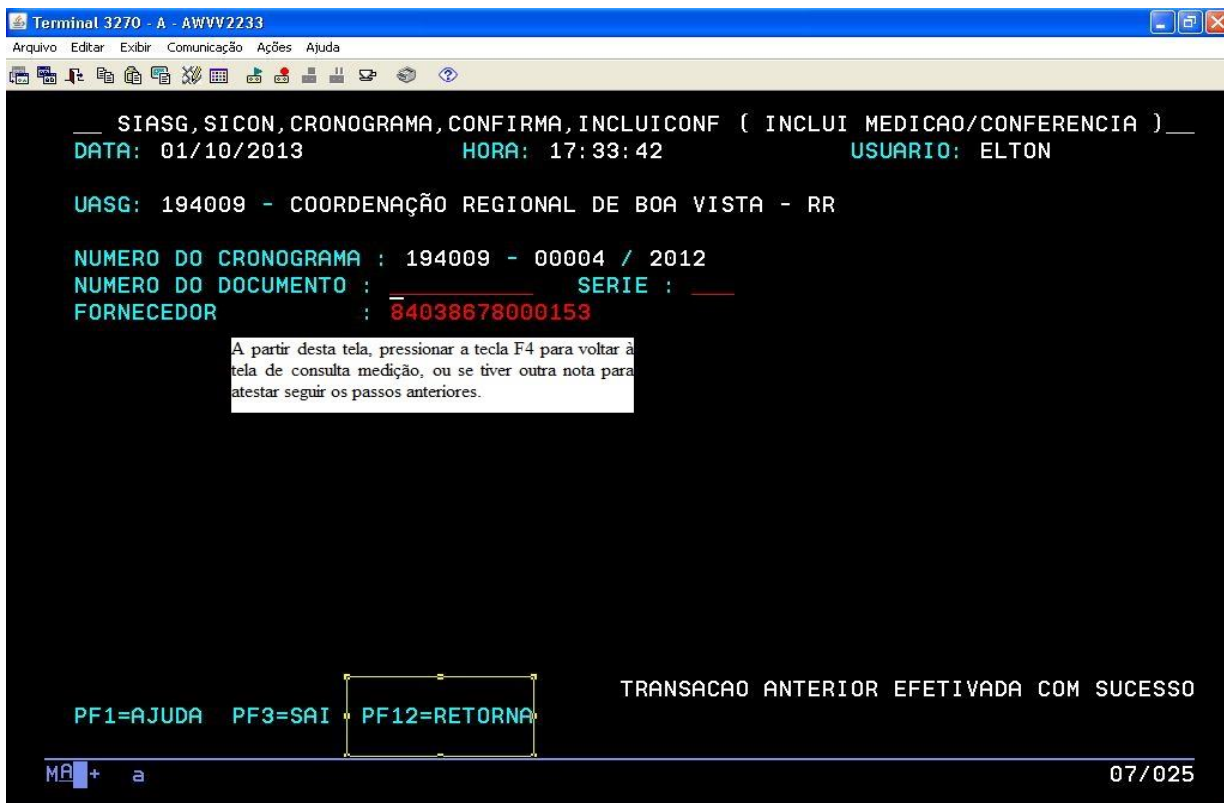 Terminal 3270 - A - AWVV2233
Arquivo Editar Exibir Comunicação Ações Ajuda
__ SIASG,SICON,CRONOGRAMA,CONFIRMA,INCLUICONF ( INCLUI MEDICAO/CONFERENCIA )__
DATA: 01/10/2013 HORA: 17:33:42 USUARIO: ELTON
UASG: 194009 - COORDENAÇÃO REGIONAL DE BOA VISTA - RR
NUMERO DO CRONOGRAMA : 194009 - 00004 / 2012
NUMERO DO DOCUMENTO : __________ SERIE : ___
FORNECEDOR : 84038678000153
A partir desta tela, pressionar a tecla F4 para voltar à
tela de consulta medição, ou se tiver outra nota para
atestar seguir os passos anteriores.
TRANSACAO ANTERIOR EFETIVADA COM SUCESSO
PF1=AJUDA PF3=SAI PF12=RETORNA
MA + a 07/025